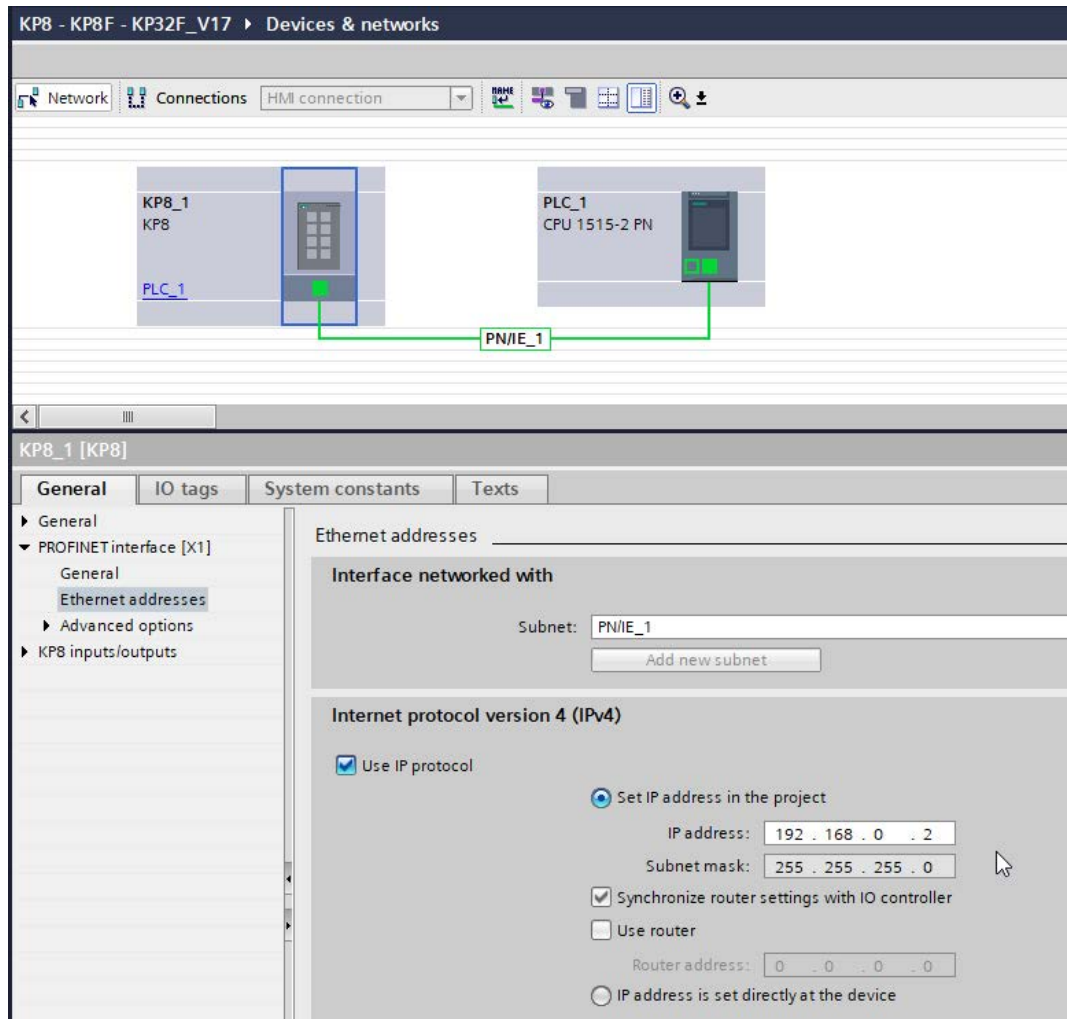 KP8 - KP8F - KP32F_V17 ▸ Devices & networks
Network Connections HMI connection
KP8_1
KP8
PLC_1
PLC_1
CPU 1515-2 PN
PN/IE_1
KP8_1 [KP8]
General IO tags System constants Texts
General
PROFINET interface [X1]
General
Ethernet addresses
Advanced options
KP8 inputs/outputs
Ethernet addresses
Interface networked with
Subnet: PN/IE_1
Add new subnet
Internet protocol version 4 (IPv4)
Use IP protocol
Set IP address in the project
IP address: 192 . 168 . 0 . 2
Subnet mask: 255 . 255 . 255 . 0
Synchronize router settings with IO controller
Use router
Router address: 0 . 0 . 0 . 0
IP address is set directly at the device